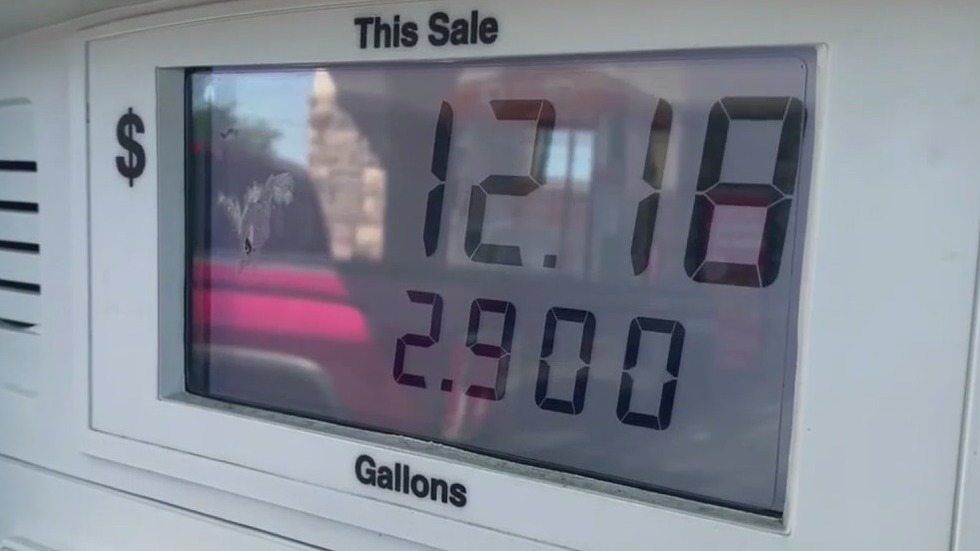 This Sale
$ 12.18
2.900
Gallons